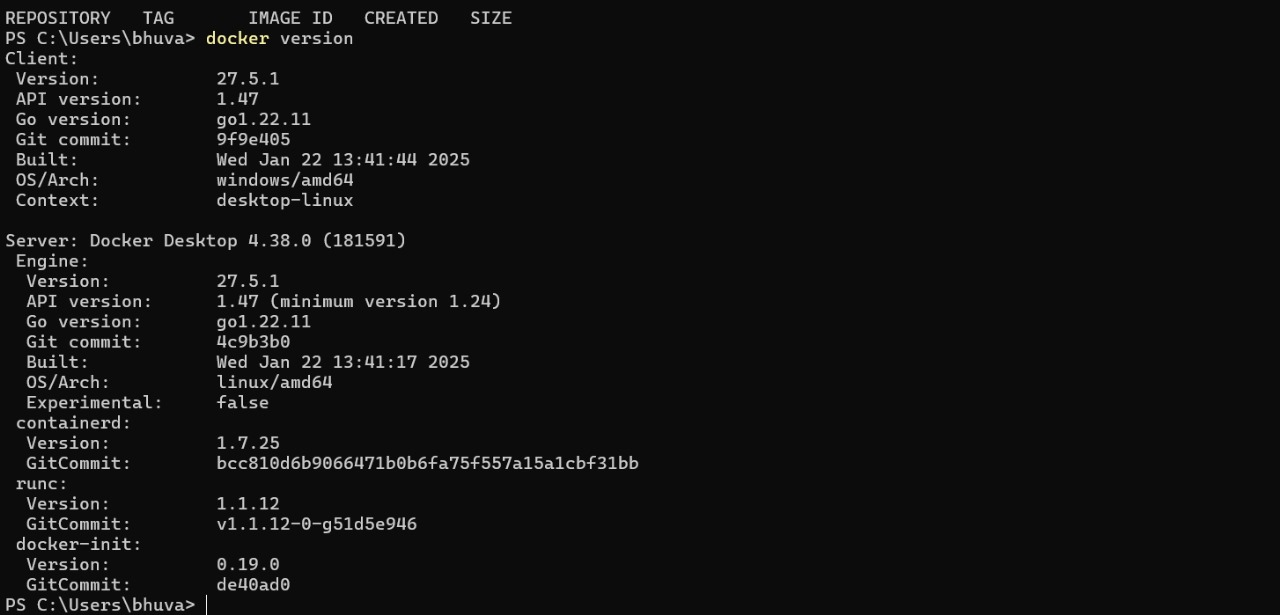 REPOSITORY   TAG       IMAGE ID   CREATED   SIZE
PS C:\Users\bhuva> docker version
Client:
 Version:           27.5.1
 API version:       1.47
 Go version:        go1.22.11
 Git commit:        9f9e405
 Built:             Wed Jan 22 13:41:44 2025
 OS/Arch:           windows/amd64
 Context:           desktop-linux

Server: Docker Desktop 4.38.0 (181591)
 Engine:
  Version:          27.5.1
  API version:      1.47 (minimum version 1.24)
  Go version:       go1.22.11
  Git commit:       4c9b3b0
  Built:            Wed Jan 22 13:41:17 2025
  OS/Arch:          linux/amd64
  Experimental:     false
 containerd:
  Version:          1.7.25
  GitCommit:        bcc810d6b9066471b0b6fa75f557a15a1cbf31bb
 runc:
  Version:          1.1.12
  GitCommit:        v1.1.12-0-g51d5e946
 docker-init:
  Version:          0.19.0
  GitCommit:        de40ad0
PS C:\Users\bhuva>